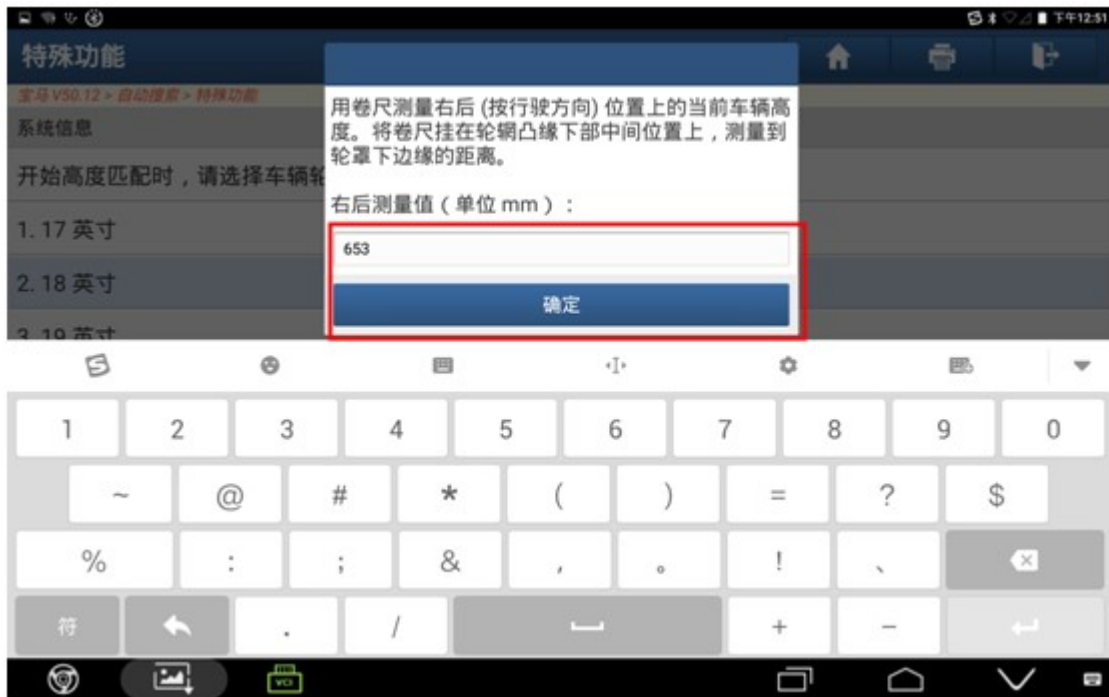 下午12:51
特殊功能
宝马 V50.12 > 自动搜索 > 特殊功能
系统信息
开始高度匹配时，请选择车辆轮
1. 17 英寸
2. 18 英寸
3. 19 英寸
用卷尺测量右后 (按行驶方向) 位置上的当前车辆高
度。将卷尺挂在轮辋凸缘下部中间位置上，测量到
轮罩下边缘的距离。
右后测量值（单位 mm）：
653
确定
1 2 3 4 5 6 7 8 9 0
~ @ # * ( ) = ? $
% : ; & , 。 ! 、
符 . / + −
VCI